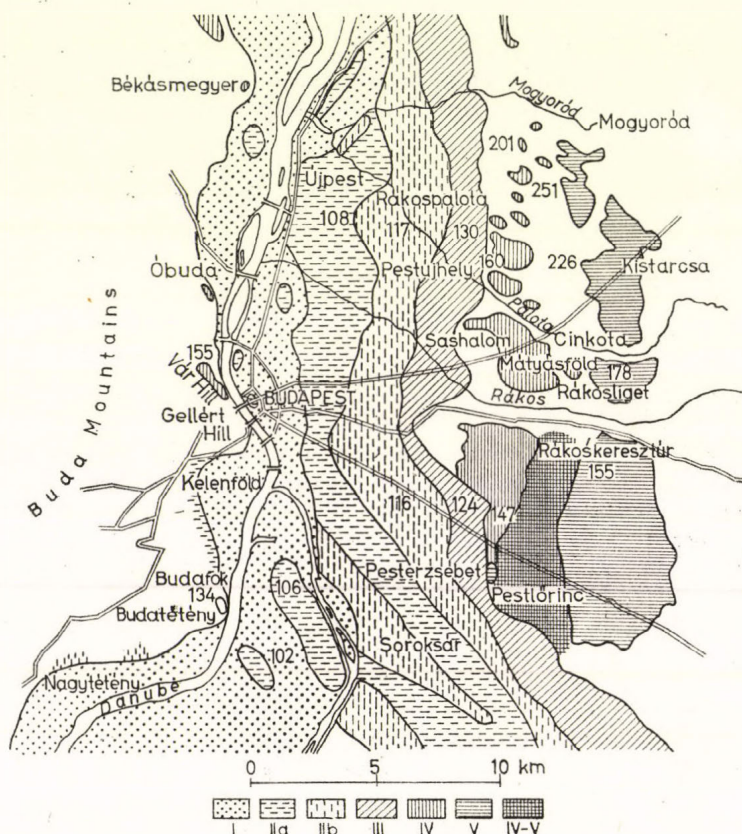 Békásmegyer
Mogyoród
Mogyoród
201
Újpest
251
Rákospalota
108
117
130
Óbuda
Pestujhely
160
226
Kistarcsa
Palota
Sashalom
Cinkota
155
Vár Hill
Mátyásföld
178
BUDAPEST
Rákos
Rákosliget
Gellért
Hill
Buda Mountains
Rákoskeresztúr
155
Kelenföld
116
124
147
Budafok
134
106
Pesterzsébet
Pestlőrinc
Budatétény
Soroksár
102
Nagytétény
Danube
0 5 10 km
I IIa IIb III IV V IV-V